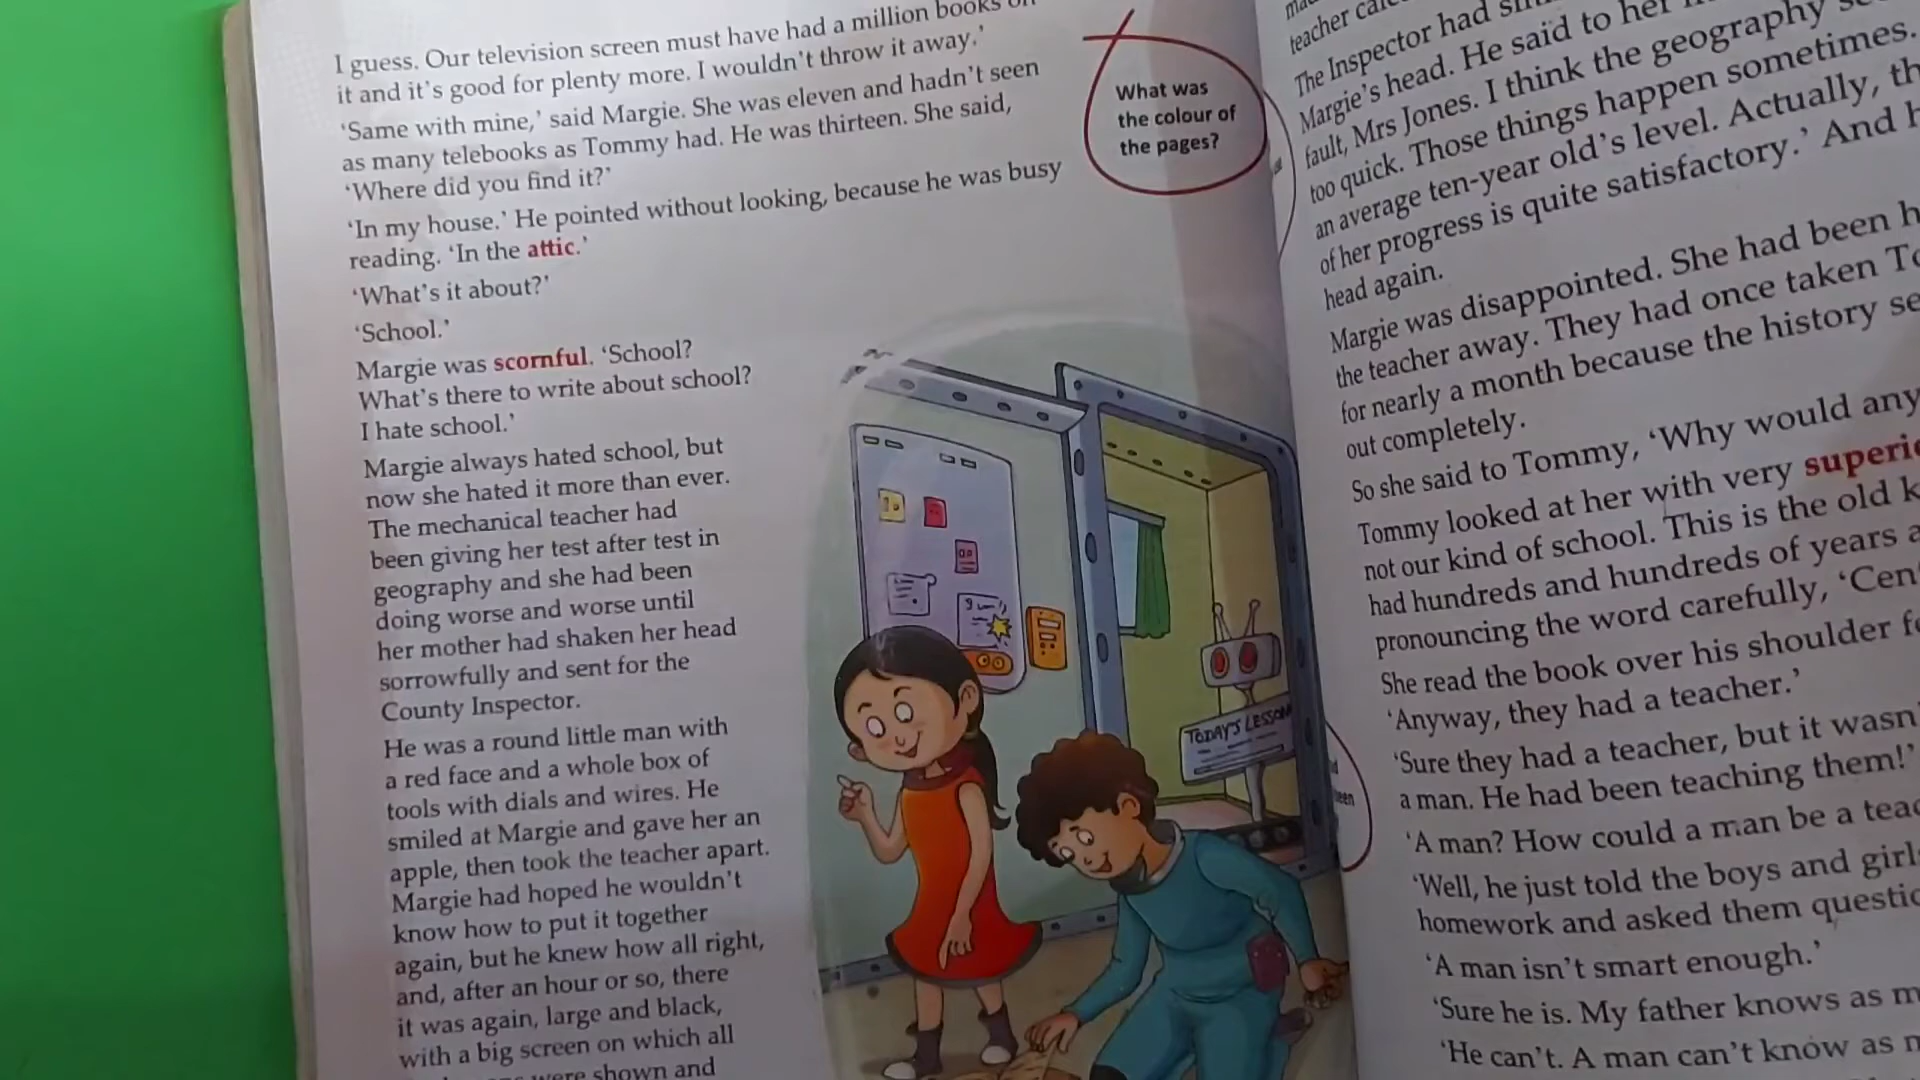 I guess. Our television screen must have had a million books on
it and it's good for plenty more. I wouldn't throw it away.'
'Same with mine,' said Margie. She was eleven and hadn't seen
as many telebooks as Tommy had. He was thirteen. She said,
'Where did you find it?'
'In my house.' He pointed without looking, because he was busy
reading. 'In the attic.'
'What's it about?'
'School.'
Margie was scornful. 'School?
What's there to write about school?
I hate school.'
Margie always hated school, but
now she hated it more than ever.
The mechanical teacher had
been giving her test after test in
geography and she had been
doing worse and worse until
her mother had shaken her head
sorrowfully and sent for the
County Inspector.
He was a round little man with
a red face and a whole box of
tools with dials and wires. He
smiled at Margie and gave her an
apple, then took the teacher apart.
Margie had hoped he wouldn't
know how to put it together
again, but he knew how all right,
and, after an hour or so, there
it was again, large and black,
with a big screen on which all
were shown and
What was
the colour of
the pages?
TODAY'S LESSON
teacher
The Inspector had
Margie's head. He said to her
fault, Mrs Jones. I think the geography
too quick. Those things happen sometimes.
an average ten-year old's level. Actually,
of her progress is quite satisfactory.' And
head again.
Margie was disappointed. She had been
the teacher away. They had once taken
for nearly a month because the history
out completely.
So she said to Tommy, 'Why would
Tommy looked at her with very
not our kind of school. This is the old
had hundreds and hundreds of years
pronouncing the word carefully,
She read the book over his shoulder
'Anyway, they had a teacher.'
'Sure they had a teacher, but it
a man. He had been teaching them!'
'A man? How could a man be a
'Well, he just told the boys and
homework and asked them
'A man isn't smart enough.'
'Sure he is. My father knows as
'He can't. A man can't know as